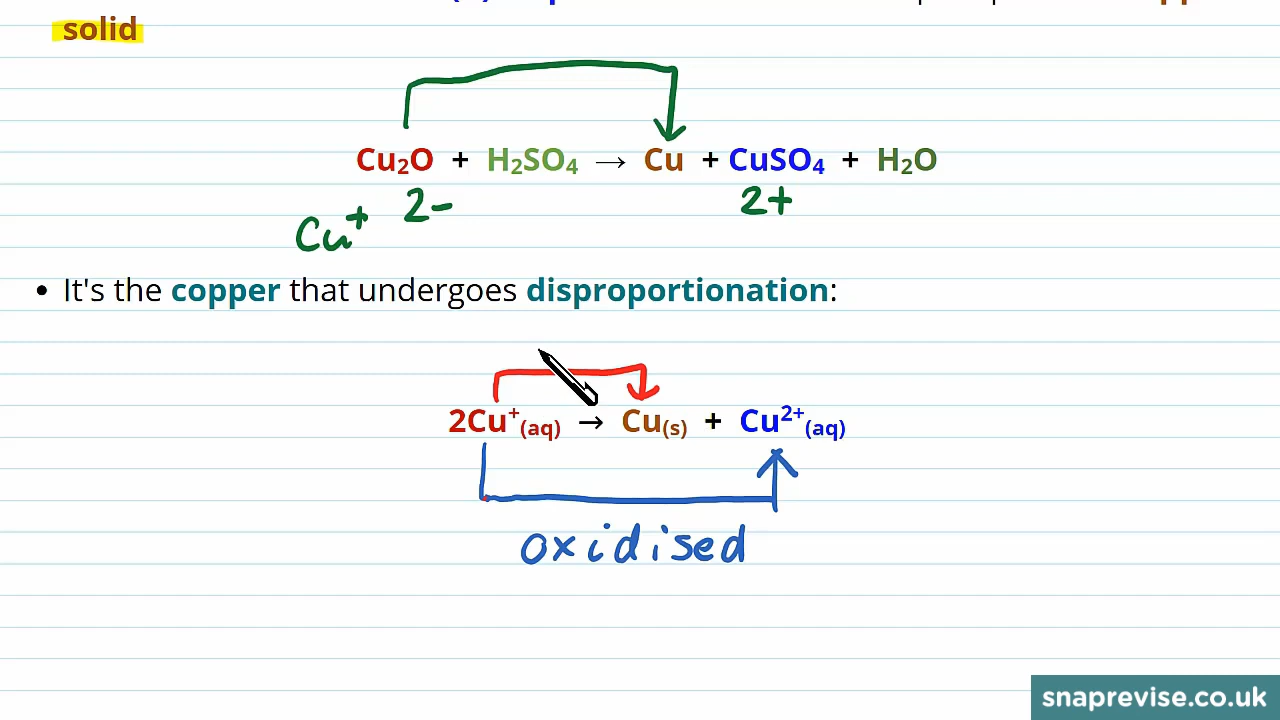 solid
Cu₂O + H₂SO₄ → Cu + CuSO₄ + H₂O
Cu⁺ 2- 2+
• It's the copper that undergoes disproportionation:
2Cu⁺(aq) → Cu(s) + Cu²⁺(aq)
oxidised
snaprevise.co.uk